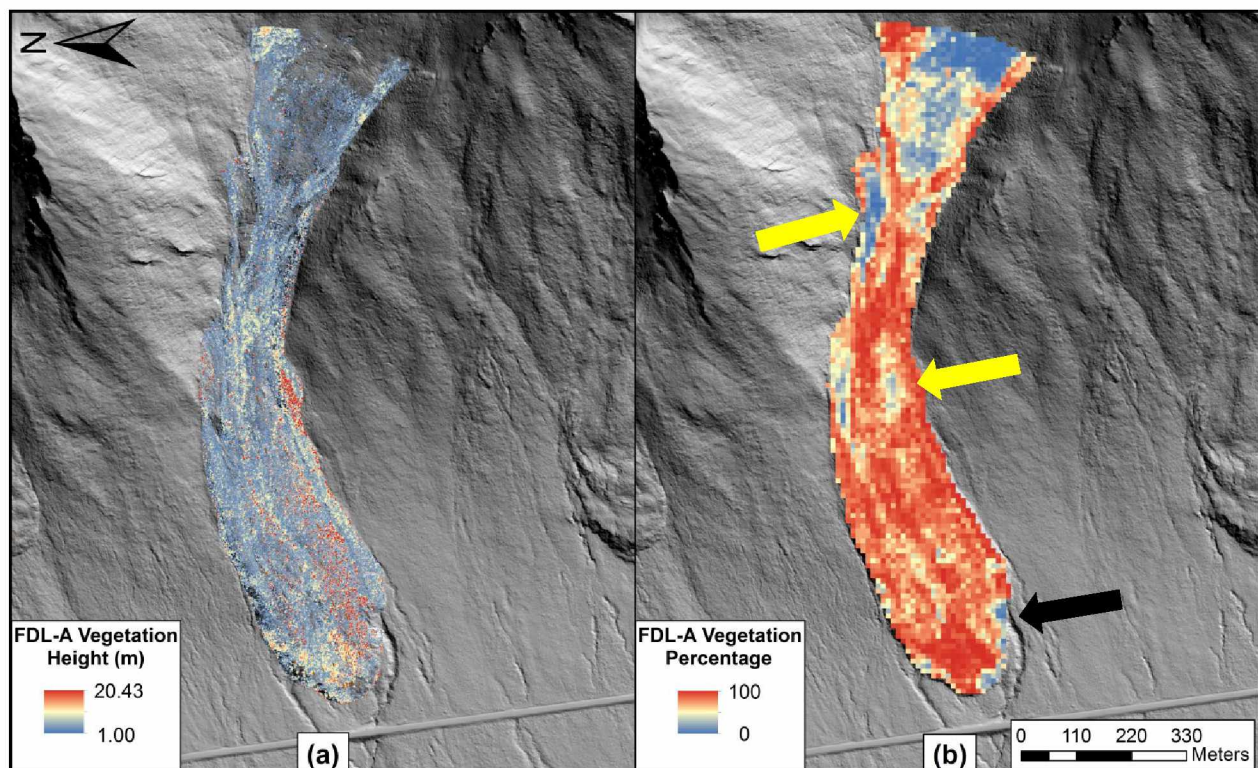 N
FDL-A Vegetation
Height (m)
20.43
1.00
(a)
FDL-A Vegetation
Percentage
100
0
(b)
0 110 220 330
Meters